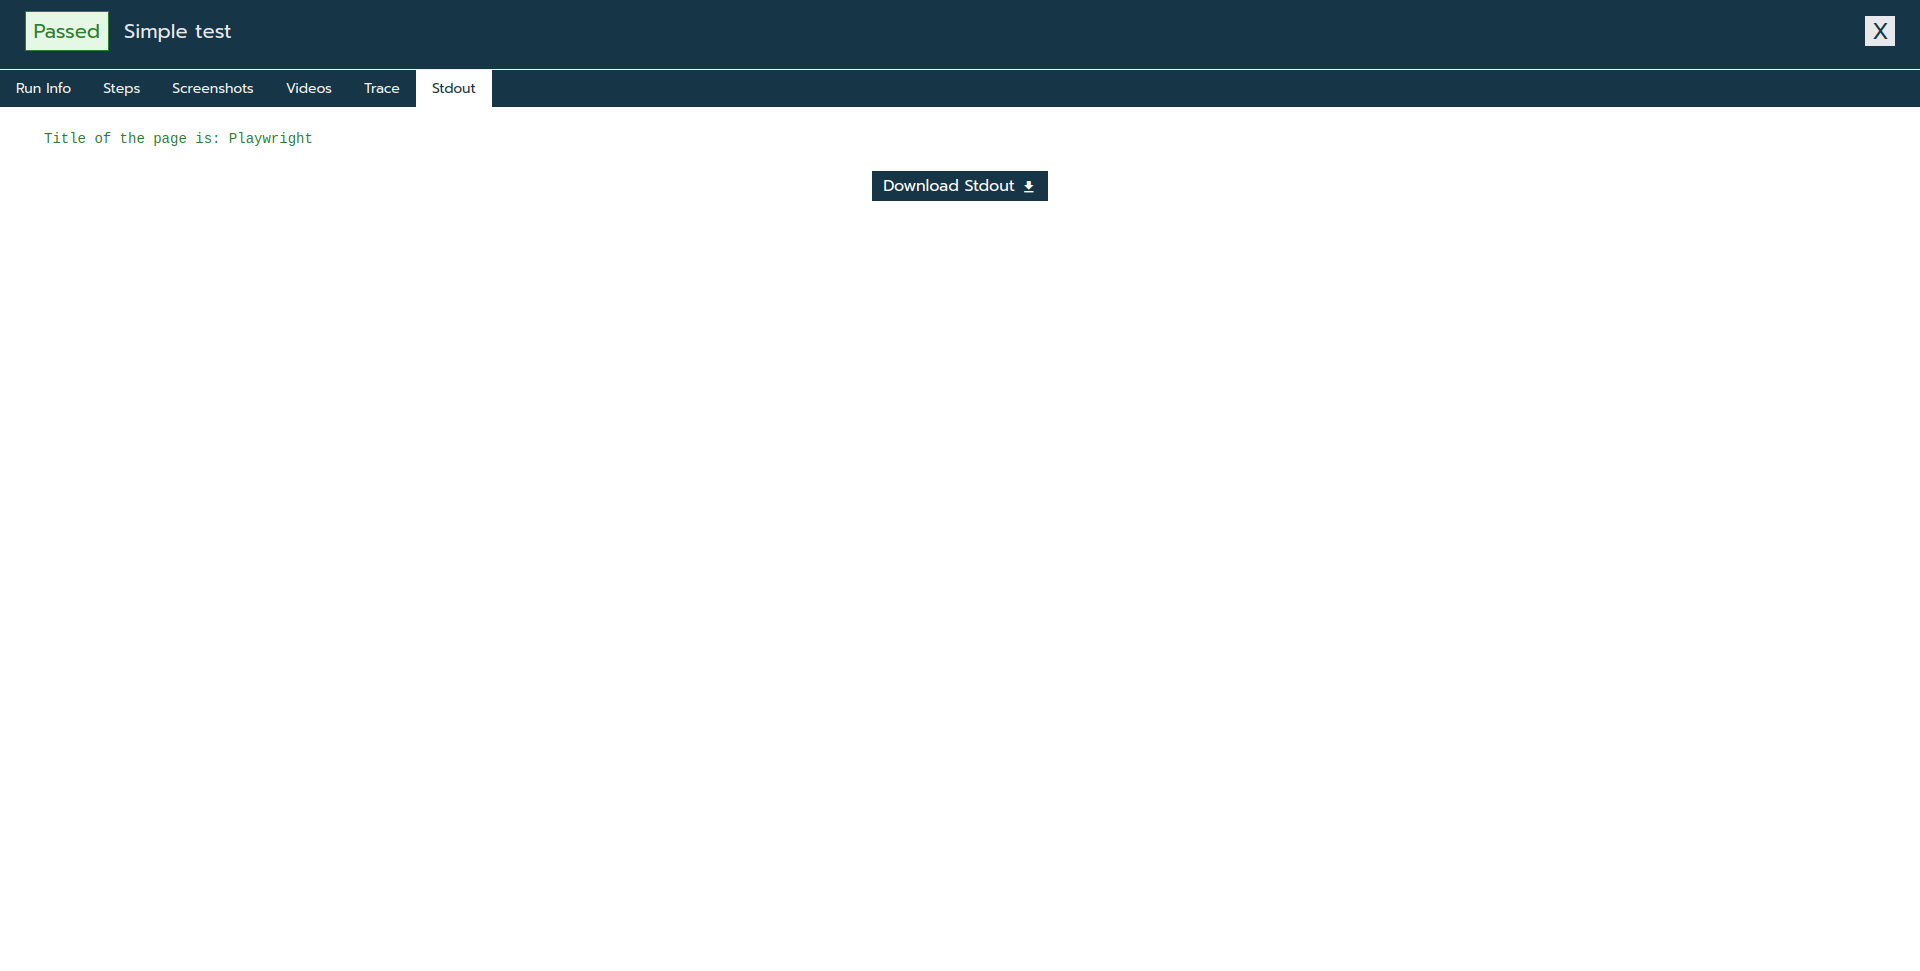 Passed Simple test X
Run Info Steps Screenshots Videos Trace Stdout
Title of the page is: Playwright
Download Stdout